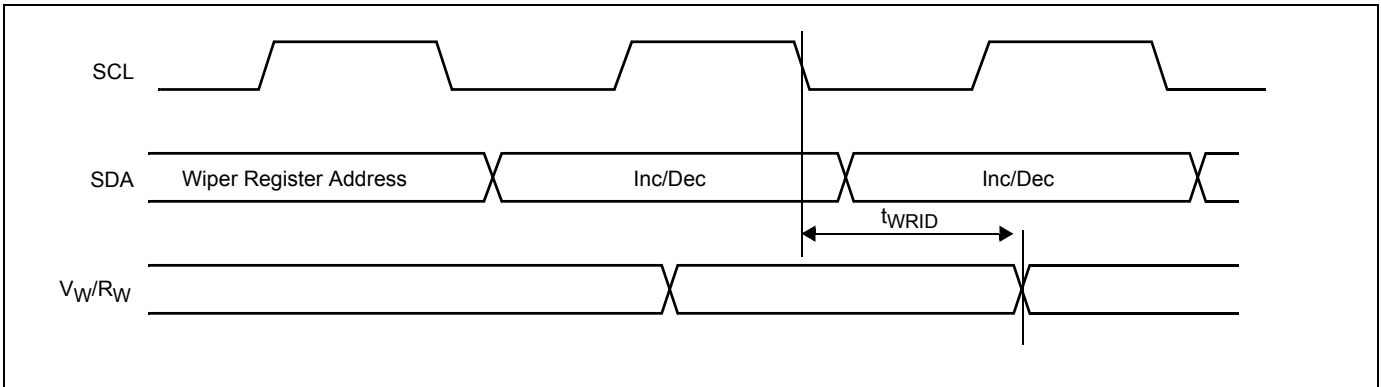 SCL
SDA Wiper Register Address Inc/Dec Inc/Dec
tWRID
VW/RW